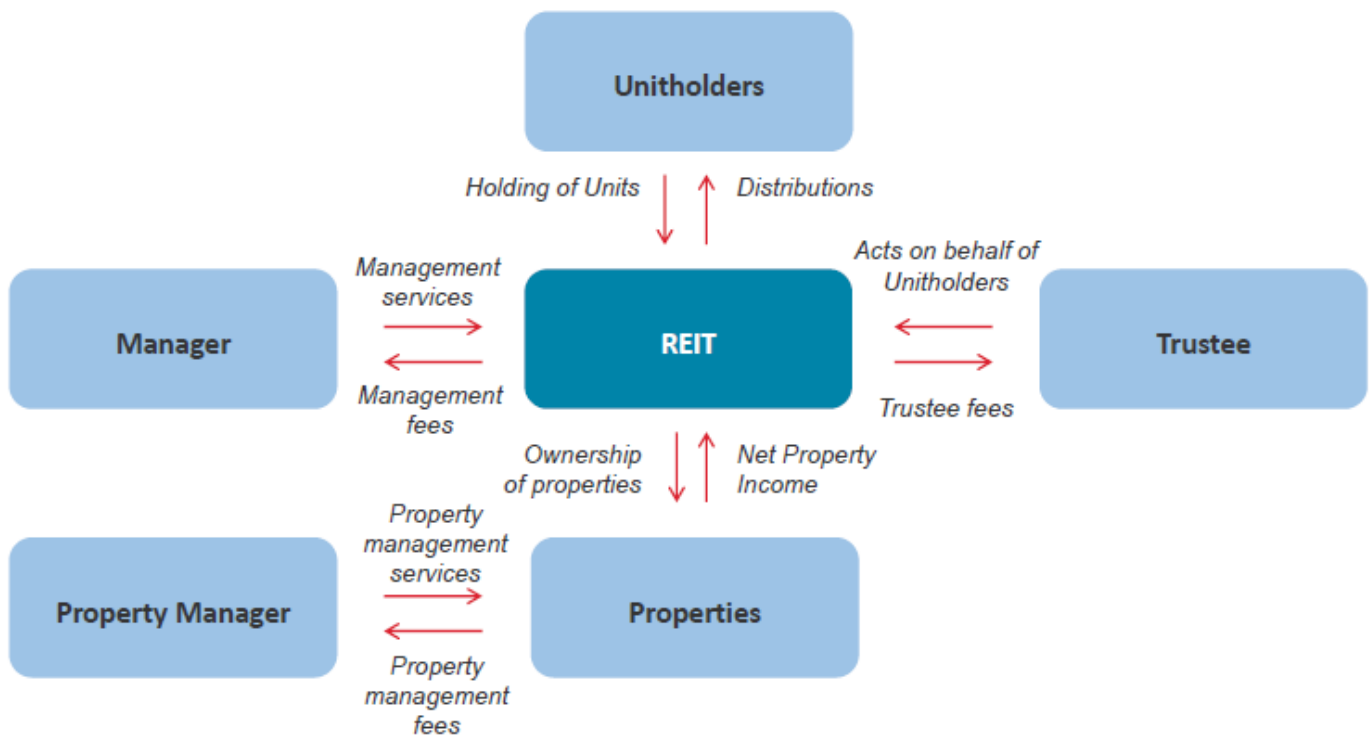 Unitholders
Holding of Units
Distributions
Management
services
Acts on behalf of
Unitholders
Manager
REIT
Trustee
Management
fees
Trustee fees
Ownership
of properties
Net Property
Income
Property
management
services
Property Manager
Properties
Property
management
fees